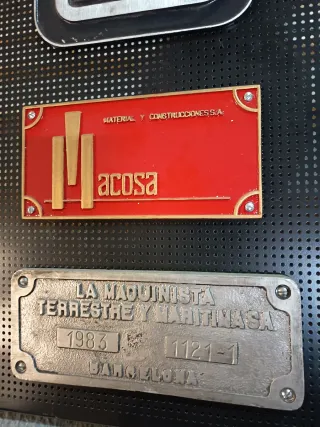 MATERIAL Y CONSTRUCCIONES S.A.
Macosa
LA MAQUINISTA
TERRESTRE Y MARITIMA S.A.
1983 1121-1
BARCELONA